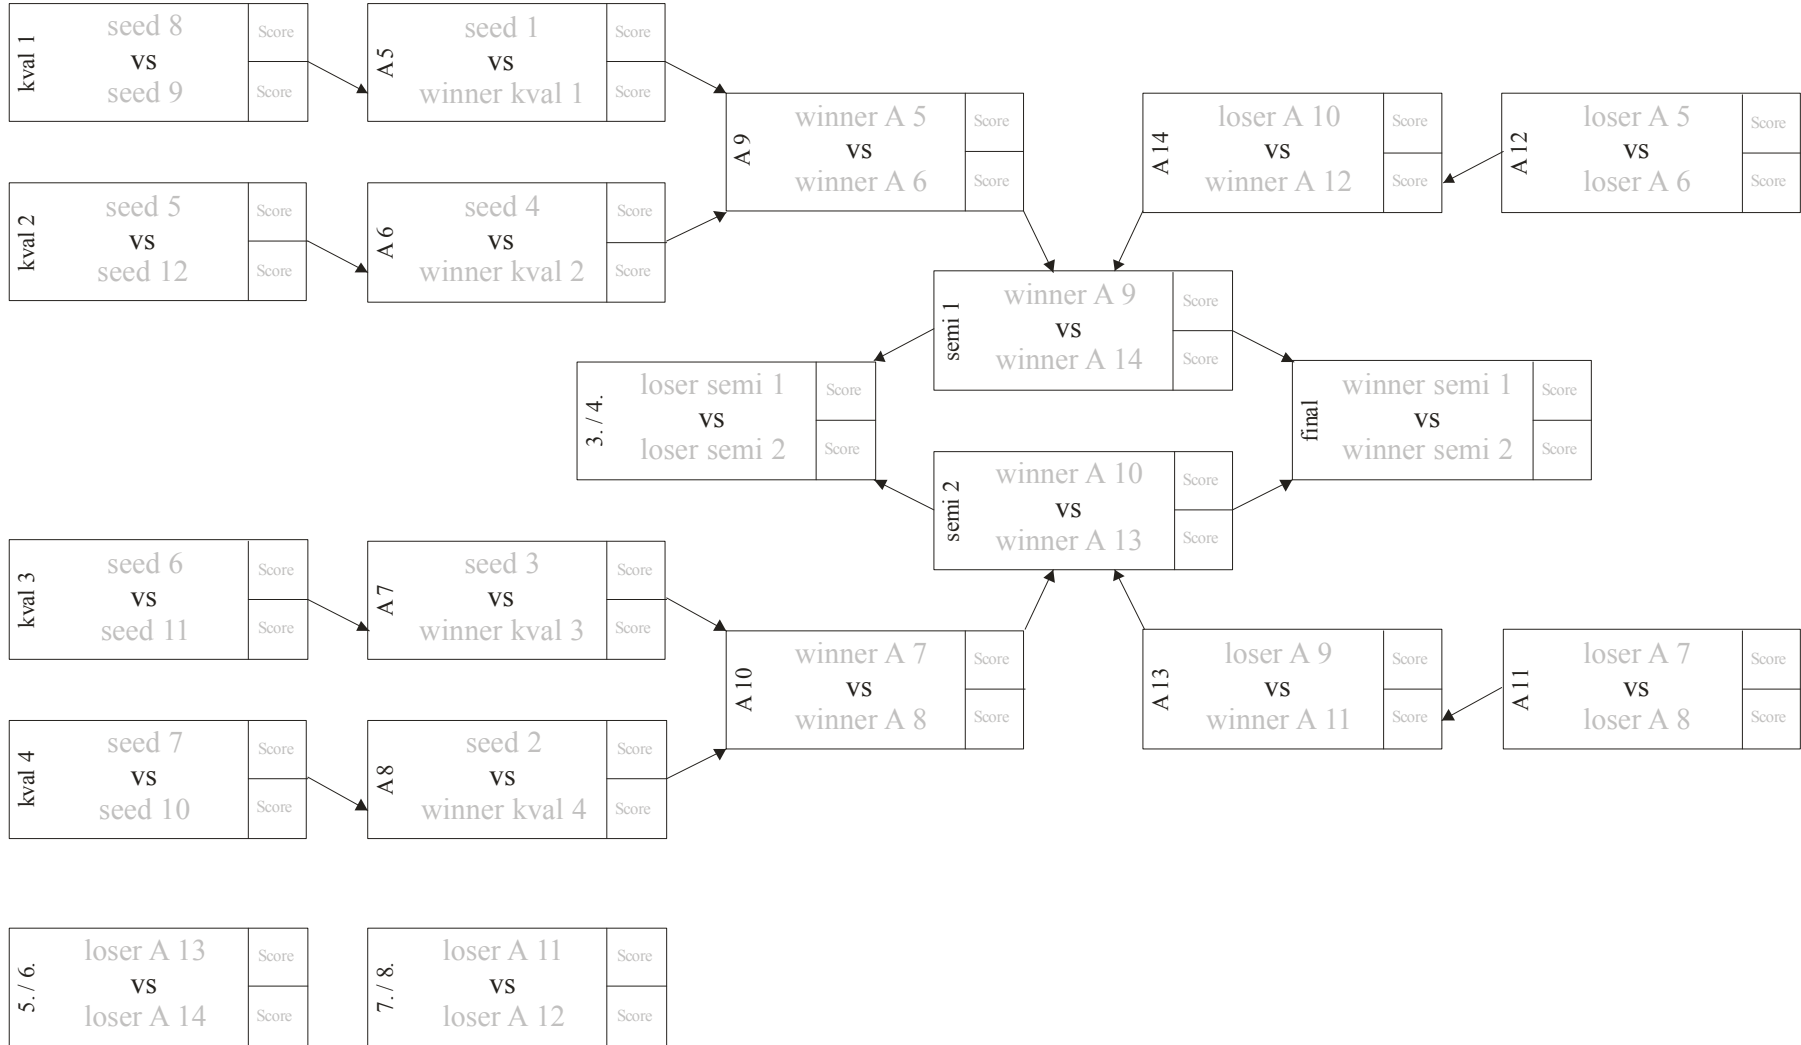 kval 1
seed 8
vs
seed 9
Score
Score
A 5
seed 1
vs
winner kval 1
Score
Score
kval 2
seed 5
vs
seed 12
Score
Score
A 6
seed 4
vs
winner kval 2
Score
Score
A 9
winner A 5
vs
winner A 6
Score
Score
A 14
loser A 10
vs
winner A 12
Score
Score
A 12
loser A 5
vs
loser A 6
Score
Score
semi 1
winner A 9
vs
winner A 14
Score
Score
3. / 4.
loser semi 1
vs
loser semi 2
Score
Score
final
winner semi 1
vs
winner semi 2
Score
Score
semi 2
winner A 10
vs
winner A 13
Score
Score
kval 3
seed 6
vs
seed 11
Score
Score
A 7
seed 3
vs
winner kval 3
Score
Score
kval 4
seed 7
vs
seed 10
Score
Score
A 8
seed 2
vs
winner kval 4
Score
Score
A 10
winner A 7
vs
winner A 8
Score
Score
A 13
loser A 9
vs
winner A 11
Score
Score
A 11
loser A 7
vs
loser A 8
Score
Score
5. / 6.
loser A 13
vs
loser A 14
Score
Score
7. / 8.
loser A 11
vs
loser A 12
Score
Score